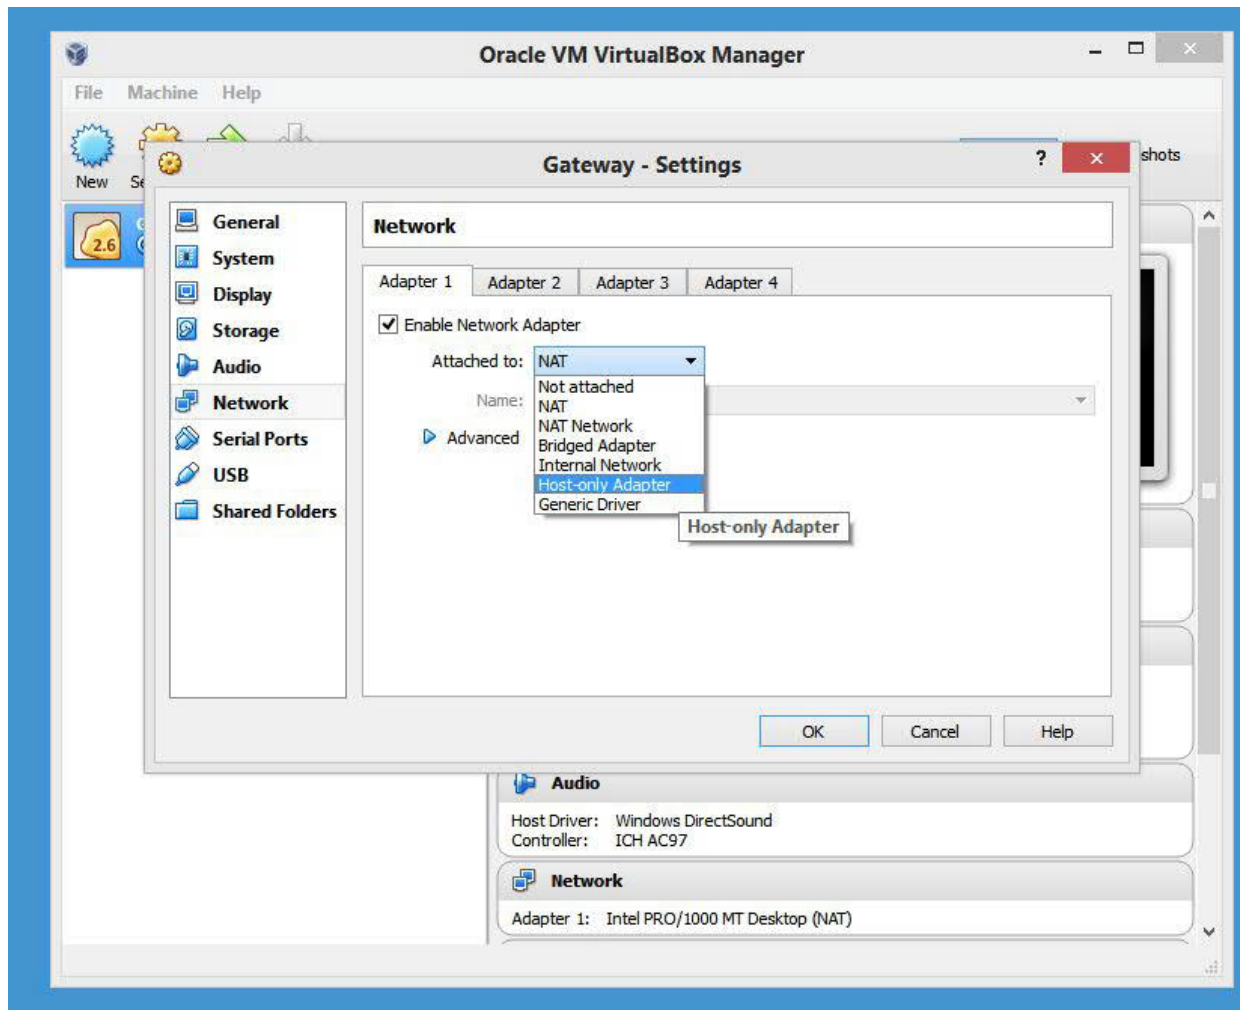 Oracle VM VirtualBox Manager
File Machine Help
New
shots
2.6
Gateway - Settings
?
General
System
Display
Storage
Audio
Network
Serial Ports
USB
Shared Folders
Network
Adapter 1 Adapter 2 Adapter 3 Adapter 4
Enable Network Adapter
Attached to: NAT
Not attached
NAT
NAT Network
Bridged Adapter
Internal Network
Host-only Adapter
Generic Driver
Name:
Advanced
Host-only Adapter
OK Cancel Help
Audio
Host Driver: Windows DirectSound
Controller: ICH AC97
Network
Adapter 1: Intel PRO/1000 MT Desktop (NAT)